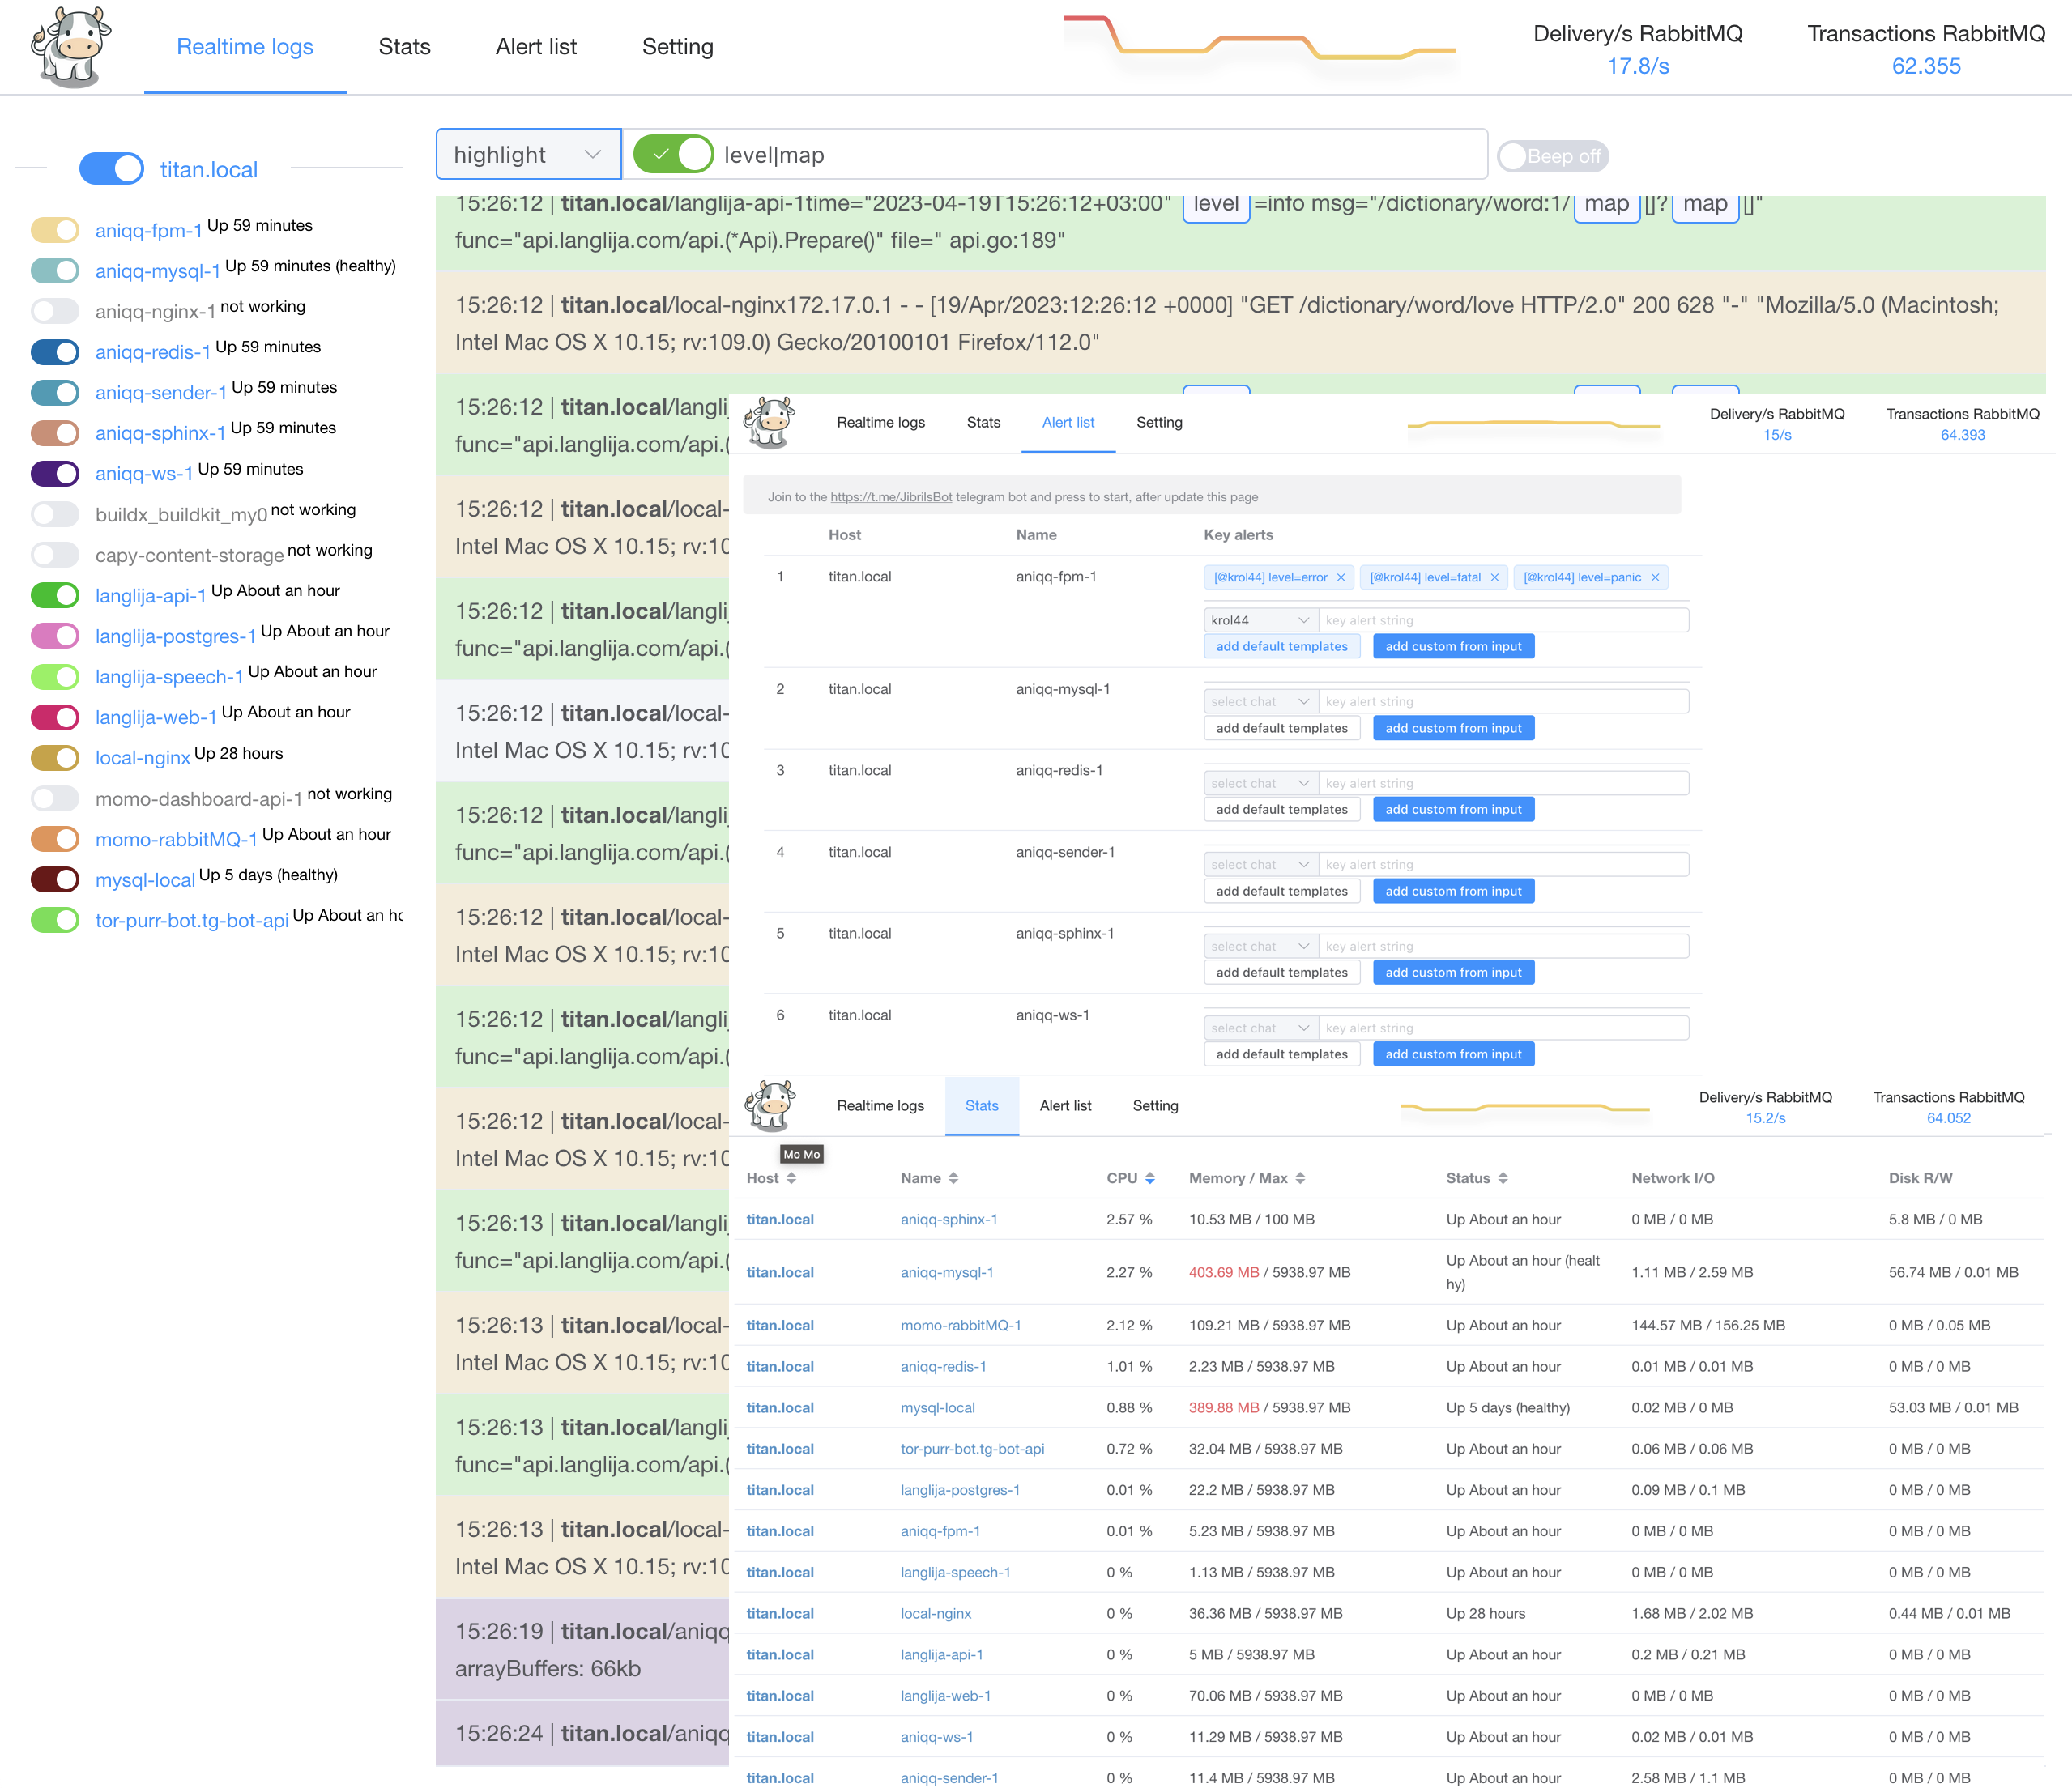 Realtime logs Stats Alert list Setting Delivery/s RabbitMQ Transactions RabbitMQ
17.8/s 62.355
titan.local
aniqq-fpm-1 Up 59 minutes
aniqq-mysql-1 Up 59 minutes (healthy)
aniqq-nginx-1 not working
aniqq-redis-1 Up 59 minutes
aniqq-sender-1 Up 59 minutes
aniqq-sphinx-1 Up 59 minutes
aniqq-ws-1 Up 59 minutes
buildx_buildkit_my0 not working
capy-content-storage not working
langlija-api-1 Up About an hour
langlija-postgres-1 Up About an hour
langlija-speech-1 Up About an hour
langlija-web-1 Up About an hour
local-nginx Up 28 hours
momo-dashboard-api-1 not working
momo-rabbitMQ-1 Up About an hour
mysql-local Up 5 days (healthy)
tor-purr-bot.tg-bot-api Up About an ho
highlight level|map Beep off
15:26:12 | titan.local/langlija-api-1time="2023-04-19T15:26:12+03:00" level =info msg="/dictionary/word:1/ map []? map []"
func="api.langlija.com/api.(*Api).Prepare()" file=" api.go:189"
15:26:12 | titan.local/local-nginx172.17.0.1 - - [19/Apr/2023:12:26:12 +0000] "GET /dictionary/word/love HTTP/2.0" 200 628 "-" "Mozilla/5.0 (Macintosh;
Intel Mac OS X 10.15; rv:109.0) Gecko/20100101 Firefox/112.0"
15:26:12 | titan.local/langlij
func="api.langlija.com/api.(
15:26:12 | titan.local/local-
Intel Mac OS X 10.15; rv:10
15:26:12 | titan.local/langlij
func="api.langlija.com/api.(
15:26:12 | titan.local/local-
Intel Mac OS X 10.15; rv:10
15:26:12 | titan.local/langlij
func="api.langlija.com/api.(
15:26:12 | titan.local/local-
Intel Mac OS X 10.15; rv:10
15:26:12 | titan.local/langlij
func="api.langlija.com/api.(
15:26:12 | titan.local/local-
Intel Mac OS X 10.15; rv:10
15:26:13 | titan.local/langlij
func="api.langlija.com/api.(
15:26:13 | titan.local/local-
Intel Mac OS X 10.15; rv:10
15:26:13 | titan.local/langlij
func="api.langlija.com/api.(
15:26:13 | titan.local/local-
Intel Mac OS X 10.15; rv:10
15:26:19 | titan.local/aniqq
arrayBuffers: 66kb
15:26:24 | titan.local/aniqq
Realtime logs Stats Alert list Setting Delivery/s RabbitMQ Transactions RabbitMQ
15/s 64.393
Join to the https://t.me/JibrilsBot telegram bot and press to start, after update this page
Host Name Key alerts
1 titan.local aniqq-fpm-1 [@krol44] level=error × [@krol44] level=fatal × [@krol44] level=panic ×
krol44 key alert string
add default templates add custom from input
2 titan.local aniqq-mysql-1
select chat key alert string
add default templates add custom from input
3 titan.local aniqq-redis-1
select chat key alert string
add default templates add custom from input
4 titan.local aniqq-sender-1
select chat key alert string
add default templates add custom from input
5 titan.local aniqq-sphinx-1
select chat key alert string
add default templates add custom from input
6 titan.local aniqq-ws-1
select chat key alert string
add default templates add custom from input
Realtime logs Stats Alert list Setting Delivery/s RabbitMQ Transactions RabbitMQ
15.2/s 64.052
Mo Mo
Host Name CPU Memory / Max Status Network I/O Disk R/W
titan.local aniqq-sphinx-1 2.57 % 10.53 MB / 100 MB Up About an hour 0 MB / 0 MB 5.8 MB / 0 MB
titan.local aniqq-mysql-1 2.27 % 403.69 MB / 5938.97 MB Up About an hour (healt 1.11 MB / 2.59 MB 56.74 MB / 0.01 MB
hy)
titan.local momo-rabbitMQ-1 2.12 % 109.21 MB / 5938.97 MB Up About an hour 144.57 MB / 156.25 MB 0 MB / 0.05 MB
titan.local aniqq-redis-1 1.01 % 2.23 MB / 5938.97 MB Up About an hour 0.01 MB / 0.01 MB 0 MB / 0 MB
titan.local mysql-local 0.88 % 389.88 MB / 5938.97 MB Up 5 days (healthy) 0.02 MB / 0 MB 53.03 MB / 0.01 MB
titan.local tor-purr-bot.tg-bot-api 0.72 % 32.04 MB / 5938.97 MB Up About an hour 0.06 MB / 0.06 MB 0 MB / 0 MB
titan.local langlija-postgres-1 0.01 % 22.2 MB / 5938.97 MB Up About an hour 0.09 MB / 0.1 MB 0 MB / 0 MB
titan.local aniqq-fpm-1 0.01 % 5.23 MB / 5938.97 MB Up About an hour 0 MB / 0 MB 0 MB / 0 MB
titan.local langlija-speech-1 0 % 1.13 MB / 5938.97 MB Up About an hour 0 MB / 0 MB 0 MB / 0 MB
titan.local local-nginx 0 % 36.36 MB / 5938.97 MB Up 28 hours 1.68 MB / 2.02 MB 0.44 MB / 0.01 MB
titan.local langlija-api-1 0 % 5 MB / 5938.97 MB Up About an hour 0.2 MB / 0.21 MB 0 MB / 0 MB
titan.local langlija-web-1 0 % 70.06 MB / 5938.97 MB Up About an hour 0 MB / 0 MB 0 MB / 0 MB
titan.local aniqq-ws-1 0 % 11.29 MB / 5938.97 MB Up About an hour 0.02 MB / 0.01 MB 0 MB / 0 MB
titan.local aniqq-sender-1 0 % 11.4 MB / 5938.97 MB Up About an hour 2.58 MB / 1.1 MB 0 MB / 0 MB